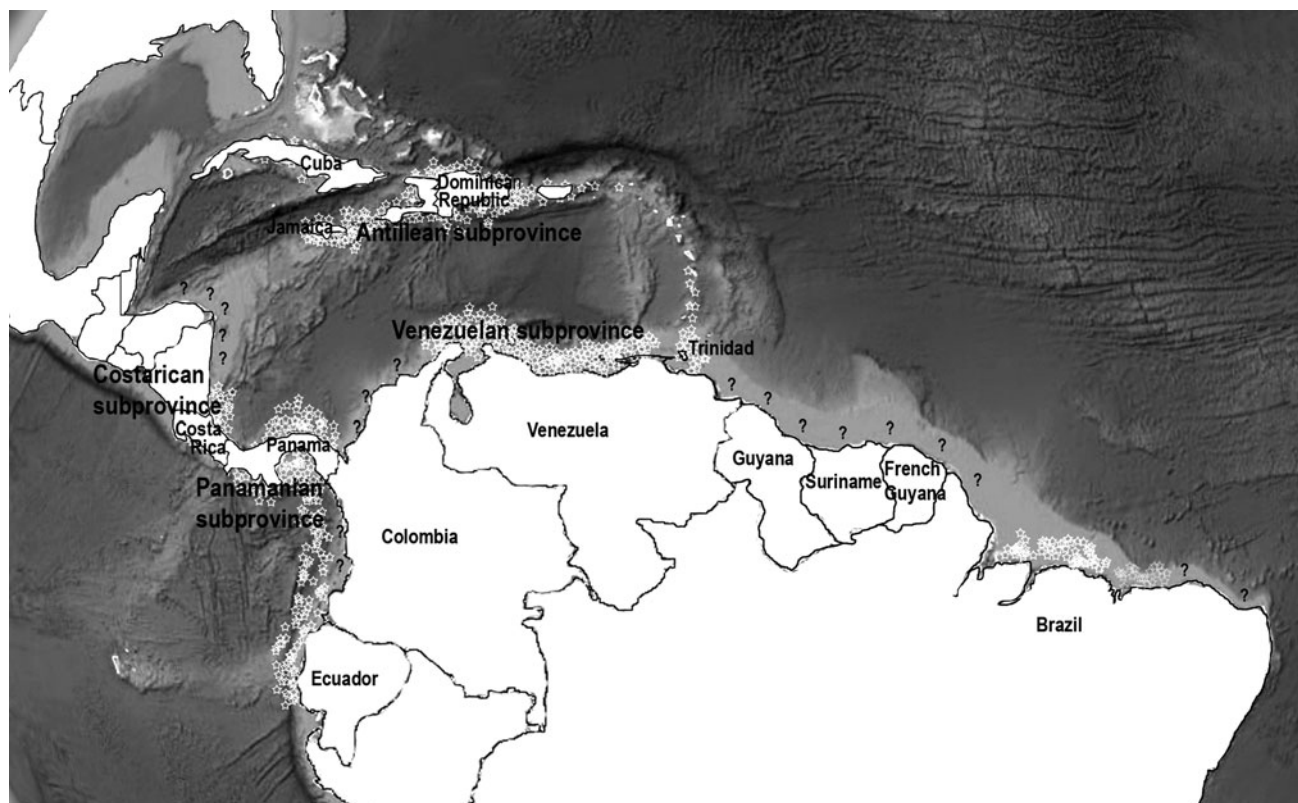 Cuba
Dominican
Republic
Jamaica
Antillean subprovince
?
?
?
?
?
Venezuelan subprovince
Trinidad
Costarican
subprovince
?
?
?
?
?
?
?
?
?
Costa
Rica
Panama
Venezuela
Guyana
French
Guyana
Suriname
Panamanian
subprovince
Colombia
?
?
?
?
Brazil
Ecuador